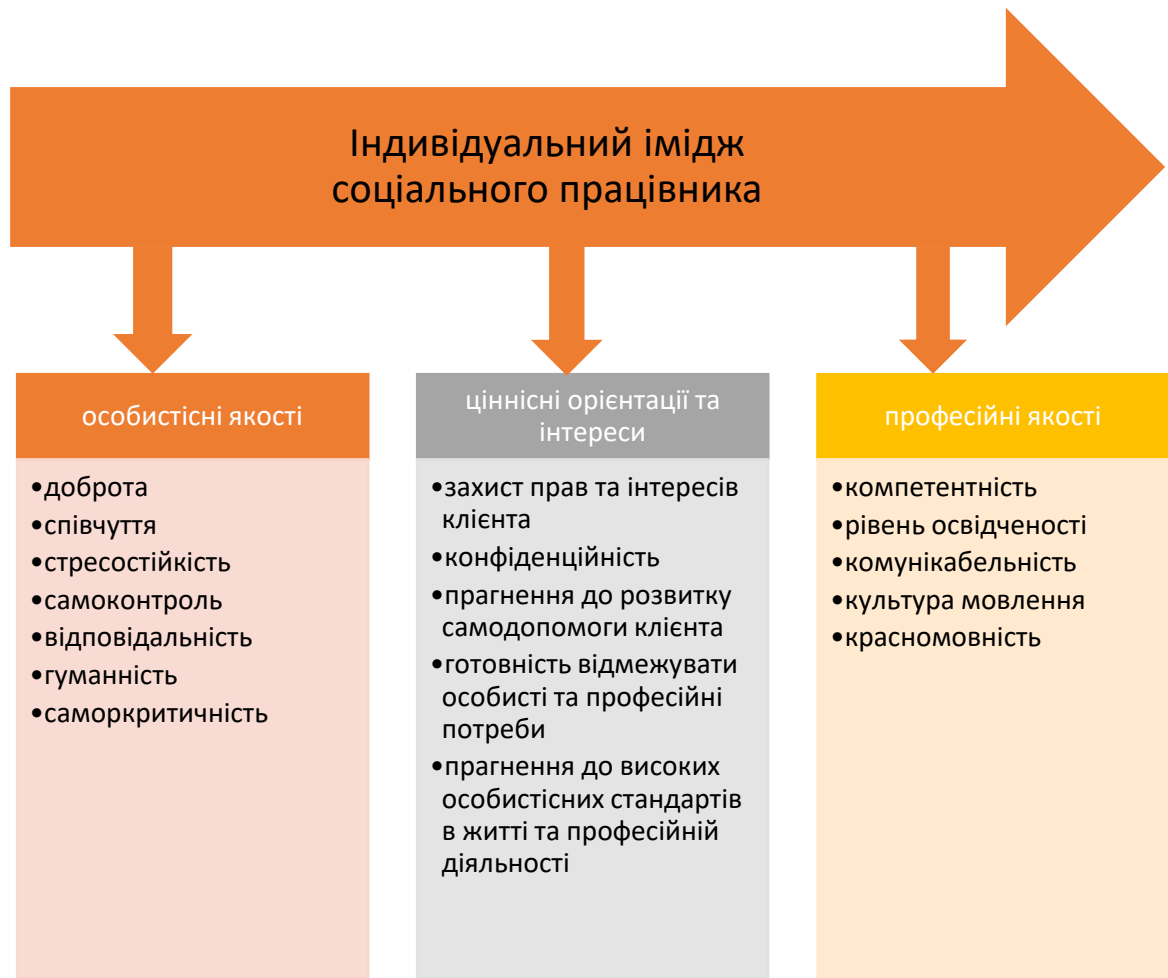 Індивідуальний імідж
соціального працівника
особистісні якості
•доброта
•співчуття
•стресостійкість
•самоконтроль
•відповідальність
•гуманність
•саморкритичність
ціннісні орієнтації та
інтереси
•захист прав та інтересів
клієнта
•конфіденційність
•прагнення до розвитку
самодопомоги клієнта
•готовність відмежувати
особисті та професійні
потреби
•прагнення до високих
особистісних стандартів
в житті та професійній
діяльності
професійні якості
•компетентність
•рівень освідченості
•комунікабельність
•культура мовлення
•красномовність